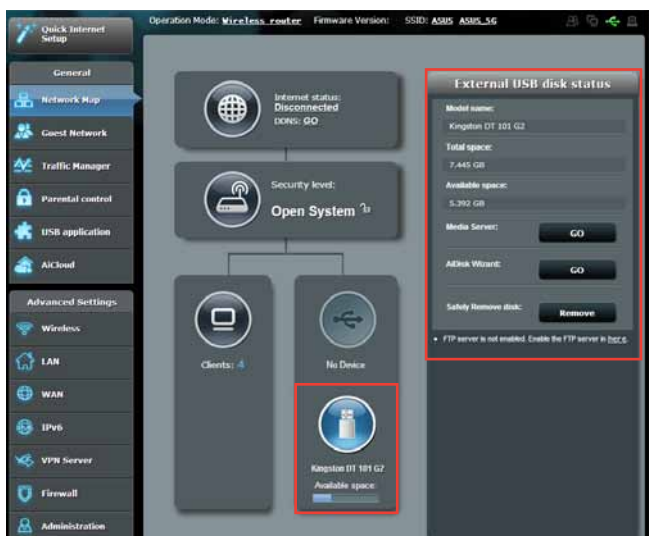 Quick Internet
Setup
Operation Mode: Wireless router Firmware Version: SSID: ASUS ASUS_5G
General
Network Map
Guest Network
Traffic Manager
Parental control
USB application
AiCloud
Advanced Settings
Wireless
LAN
WAN
IPv6
VPN Server
Firewall
Administration
Internet status:
Disconnected
DDNS: GO
Security level:
Open System
Clients: 4
No Device
Kingston DT 101 G2
Available space:
External USB disk status
Model name:
Kingston DT 101 G2
Total space:
7.445 GB
Available space:
5.392 GB
Media Server:
GO
AiDisk Wizard:
GO
Safely Remove disk:
Remove
FTP server is not enabled. Enable the FTP server in here.